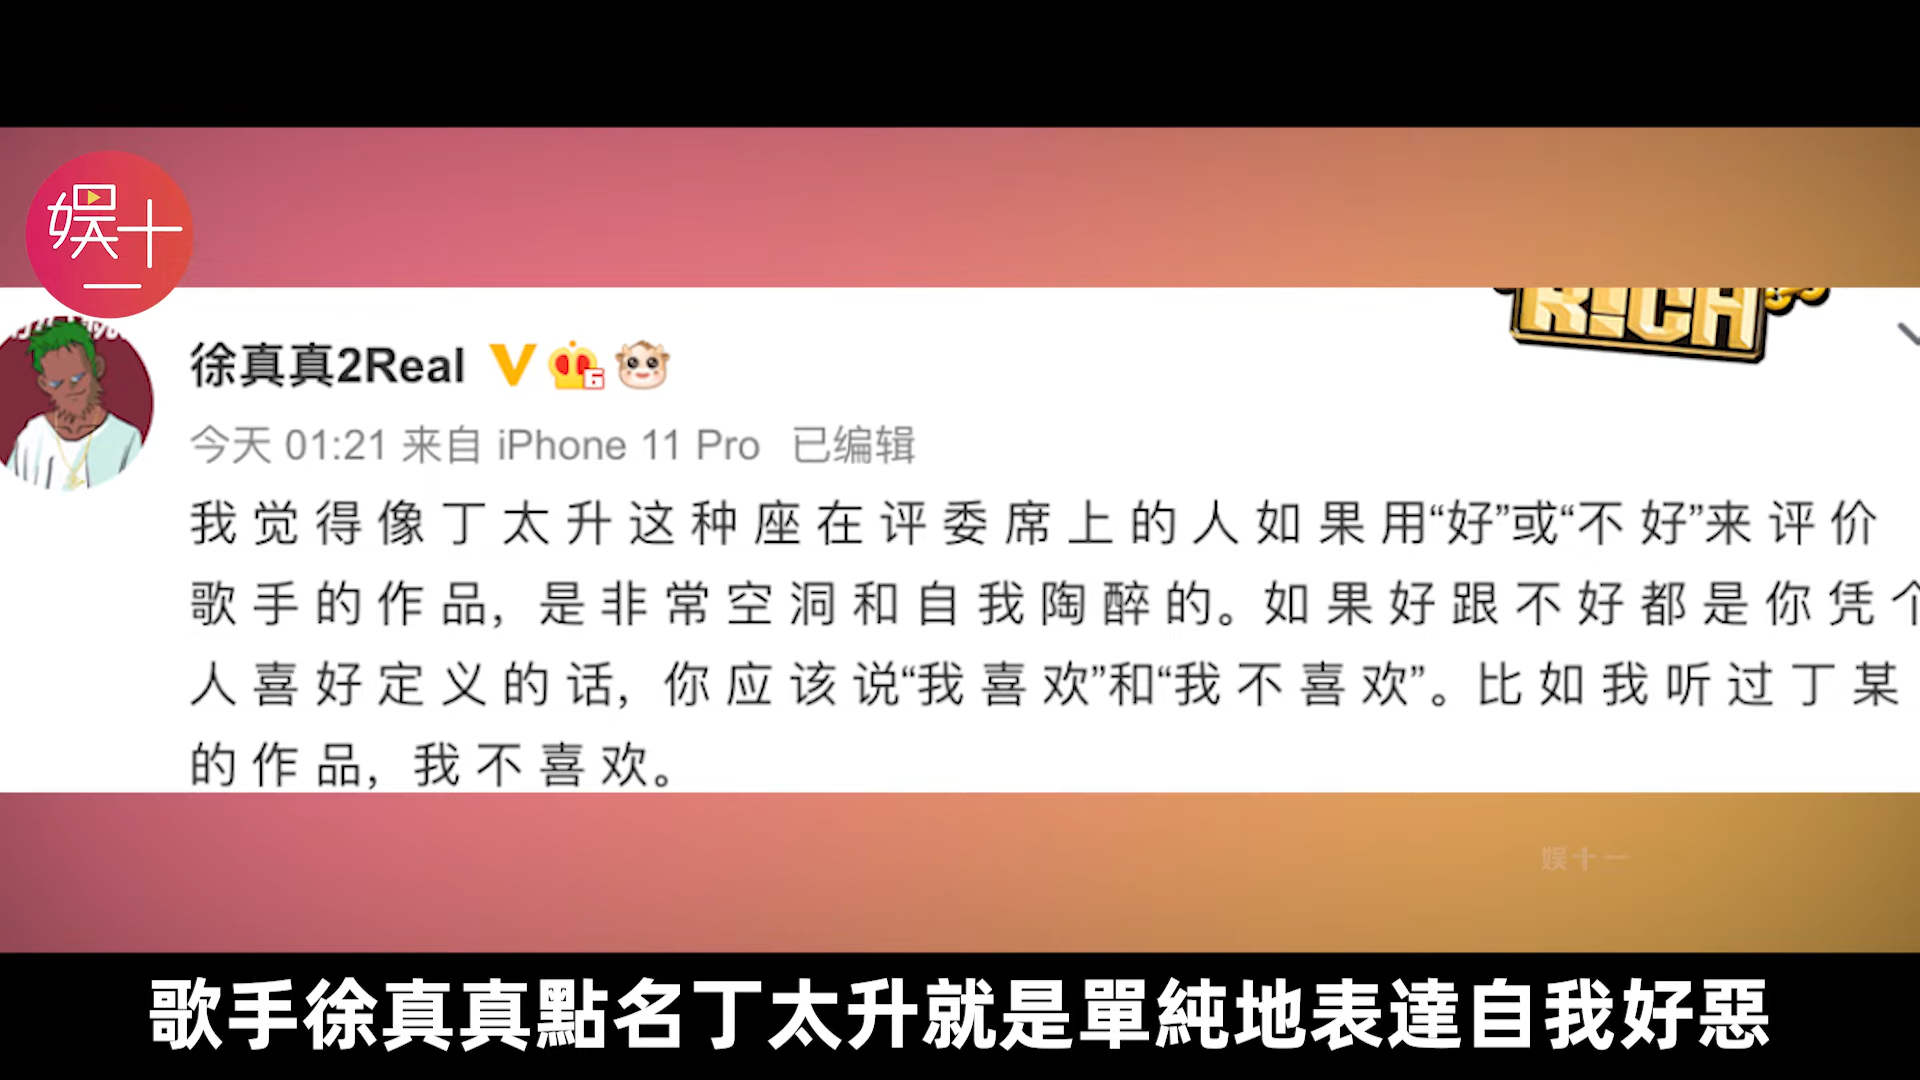 娱十一
RICH
徐真真2Real
6
今天 01:21 来自 iPhone 11 Pro 已编辑
我觉得像丁太升这种座在评委席上的人如果用“好”或“不好”来评价
歌手的作品,是非常空洞和自我陶醉的。如果好跟不好都是你凭个
人喜好定义的话,你应该说“我喜欢”和“我不喜欢”。比如我听过丁某
的作品,我不喜欢。
娱十一
歌手徐真真點名丁太升就是單純地表達自我好惡